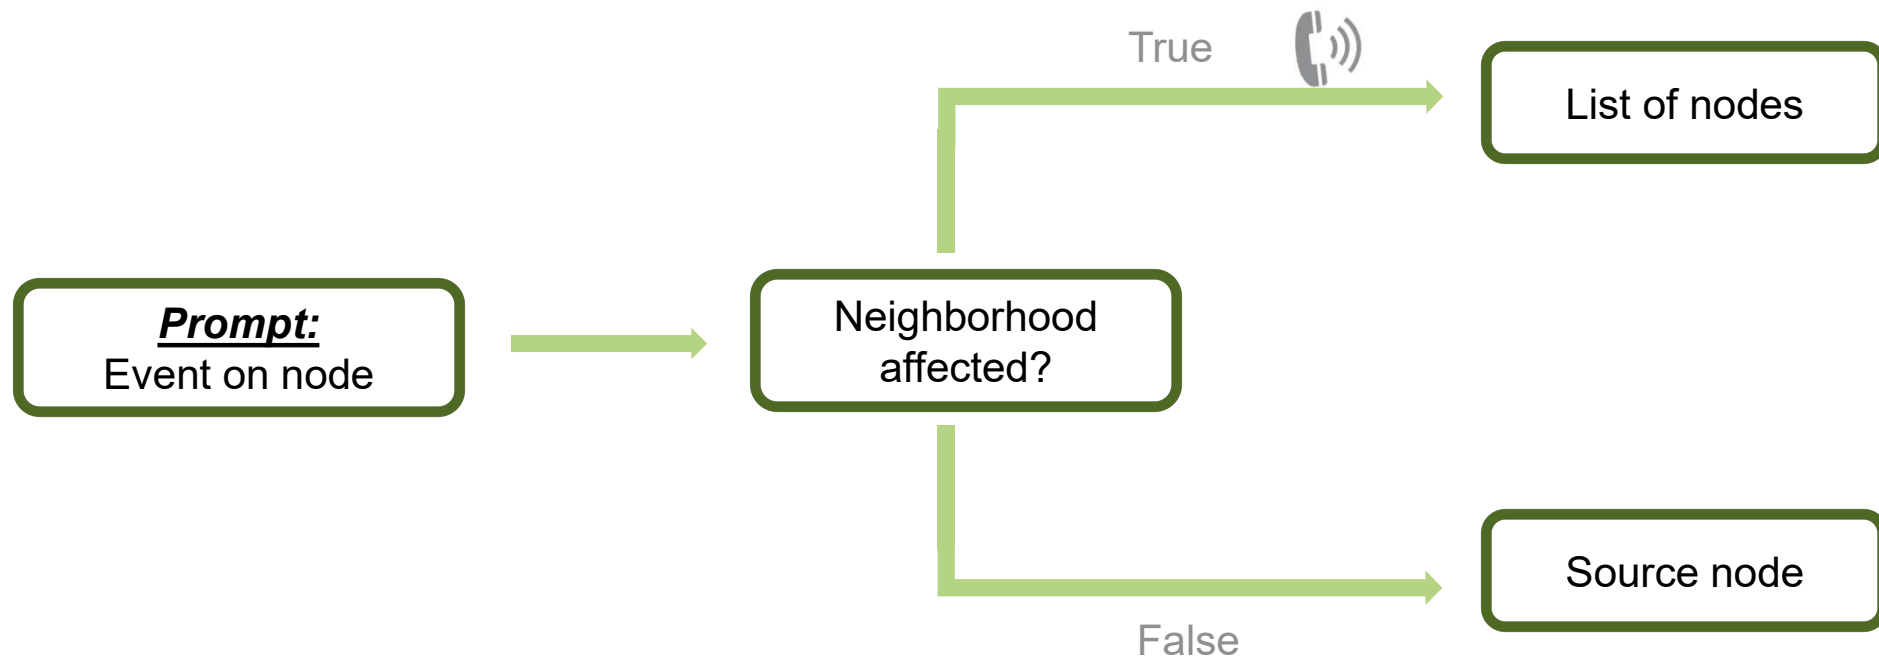 True
List of nodes
Prompt:
Event on node
Neighborhood
affected?
Source node
False